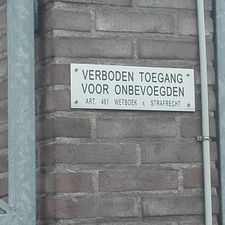 VERBODEN TOEGANG
VOOR ONBEVOEGDEN
ART. 461 WETBOEK v STRAFRECHT